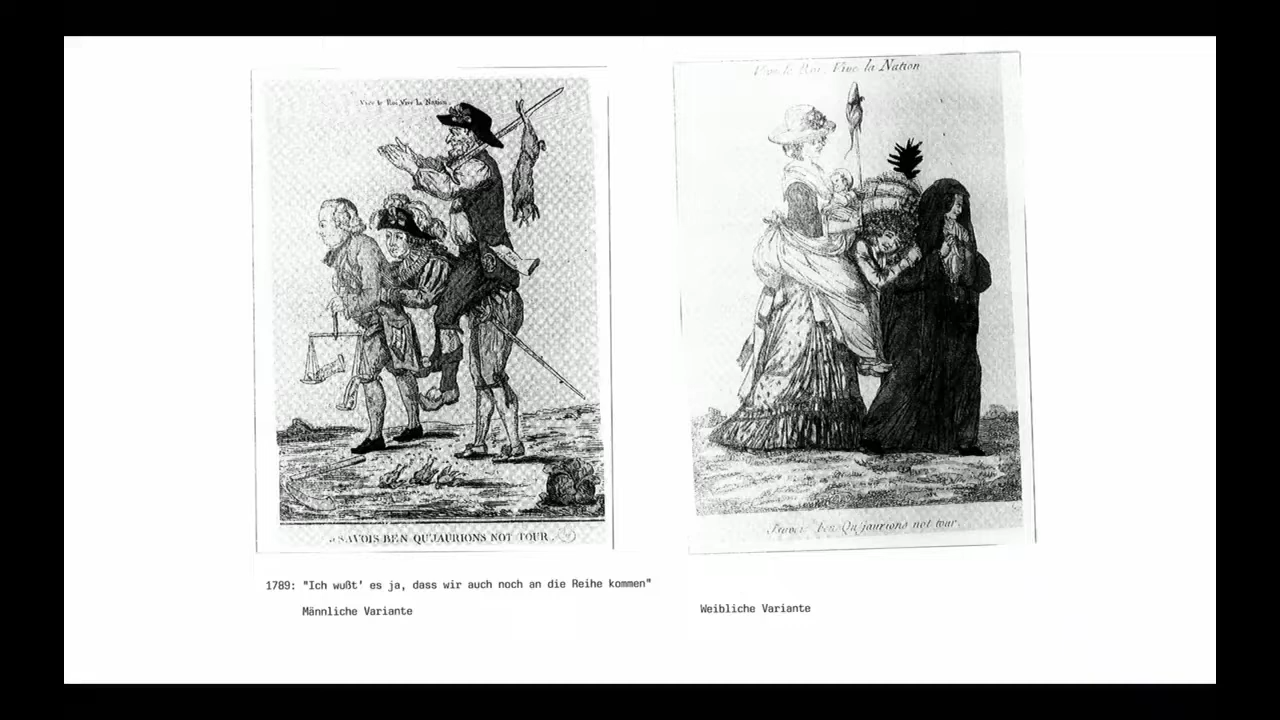 Vive le Roi, Vive la Nation.
Vive le Roi, Vive la Nation
SAVOIS BEN QU'JAURIONS NOT TOUR.
ben Qu'jaurions not tour.
1789: "Ich wußt' es ja, dass wir auch noch an die Reihe kommen"
Männliche Variante
Weibliche Variante